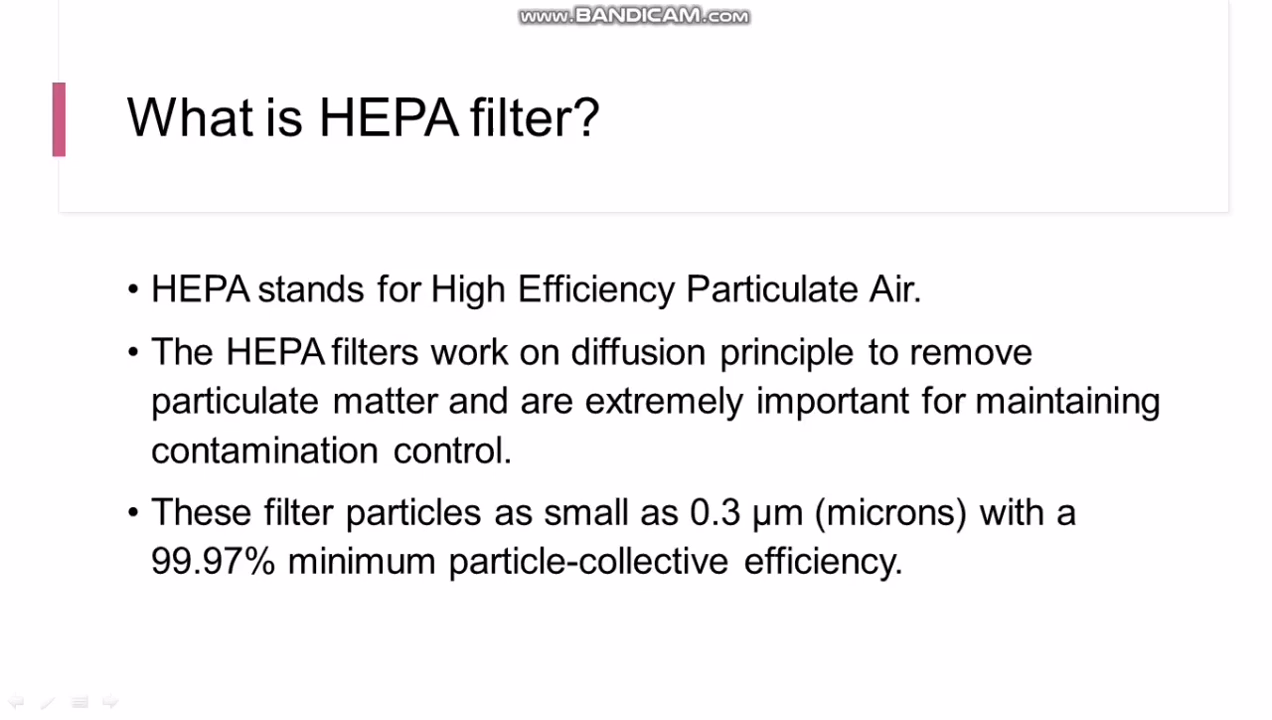 www.BANDICAM.com
What is HEPA filter?
• HEPA stands for High Efficiency Particulate Air.
• The HEPA filters work on diffusion principle to remove
particulate matter and are extremely important for maintaining
contamination control.
• These filter particles as small as 0.3 μm (microns) with a
99.97% minimum particle-collective efficiency.